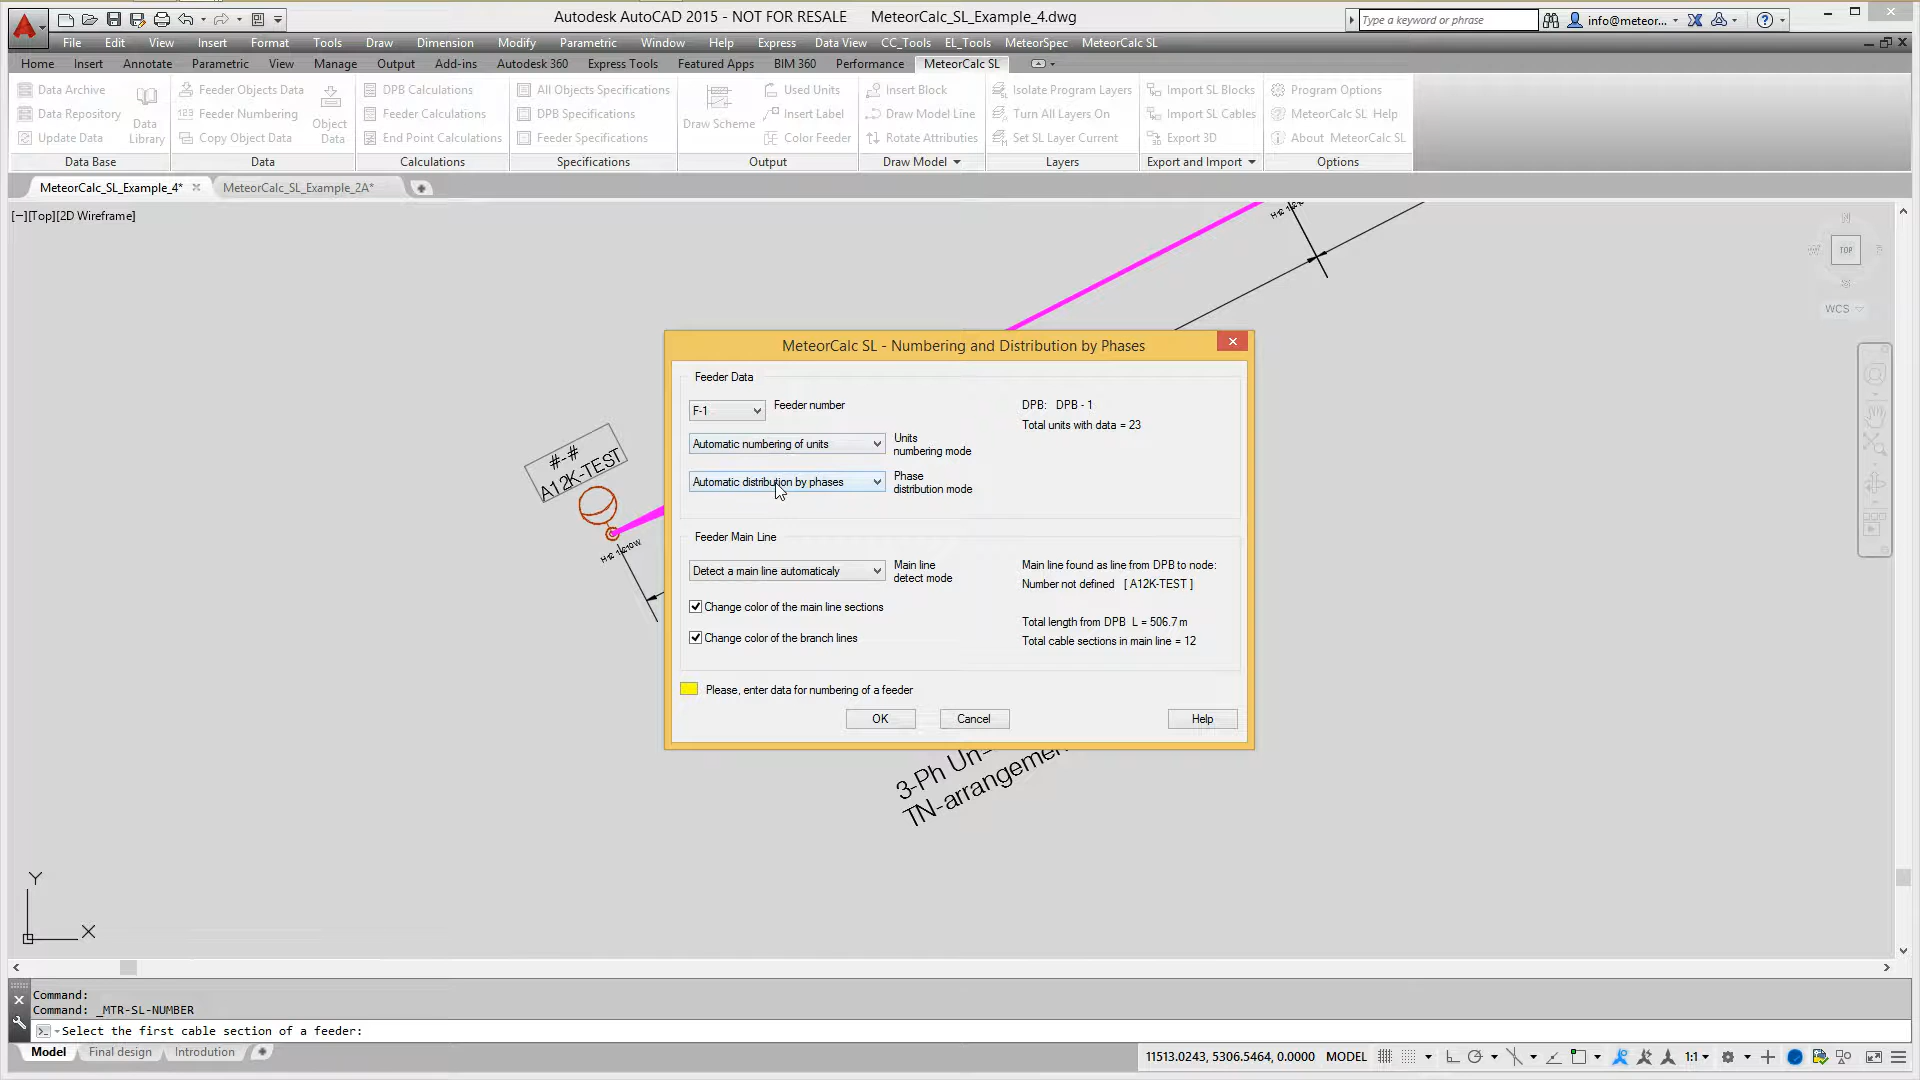 Autodesk AutoCAD 2015 - NOT FOR RESALE MeteorCalc_SL_Example_4.dwg
Type a keyword or phrase
info@meteor...
File Edit View Insert Format Tools Draw Dimension Modify Parametric Window Help Express Data View CC_Tools EL_Tools MeteorSpec MeteorCalc SL
Home Insert Annotate Parametric View Manage Output Add-ins Autodesk 360 Express Tools Featured Apps BIM 360 Performance MeteorCalc SL
Data Archive
Data Repository
Update Data
Data Library
Data Base
Feeder Objects Data
123 Feeder Numbering
Copy Object Data
Object Data
Data
DPB Calculations
Feeder Calculations
End Point Calculations
Calculations
All Objects Specifications
DPB Specifications
Feeder Specifications
Specifications
Draw Scheme
Used Units
Insert Label
Color Feeder
Output
Insert Block
Draw Model Line
Rotate Attributes
Draw Model
Isolate Program Layers
Turn All Layers On
Set SL Layer Current
Layers
Import SL Blocks
Import SL Cables
Export 3D
Export and Import
Program Options
MeteorCalc SL Help
About MeteorCalc SL
Options
MeteorCalc_SL_Example_4*
MeteorCalc_SL_Example_2A*
[−][Top][2D Wireframe]
TOP
WCS
#-#
A12K-TEST
MeteorCalc SL - Numbering and Distribution by Phases
Feeder Data
F-1 Feeder number
DPB: DPB - 1
Total units with data = 23
Automatic numbering of units
Units
numbering mode
Automatic distribution by phases
Phase
distribution mode
Feeder Main Line
Detect a main line automaticaly
Main line
detect mode
Main line found as line from DPB to node:
Number not defined [ A12K-TEST ]
Change color of the main line sections
Total length from DPB L = 506.7 m
Change color of the branch lines
Total cable sections in main line = 12
Please, enter data for numbering of a feeder
OK Cancel Help
3-Ph
TN-arrangemen
Y
X
Command:
Command: _MTR-SL-NUMBER
Select the first cable section of a feeder:
Model Final design Introdution
11513.0243, 5306.5464, 0.0000 MODEL
1:1